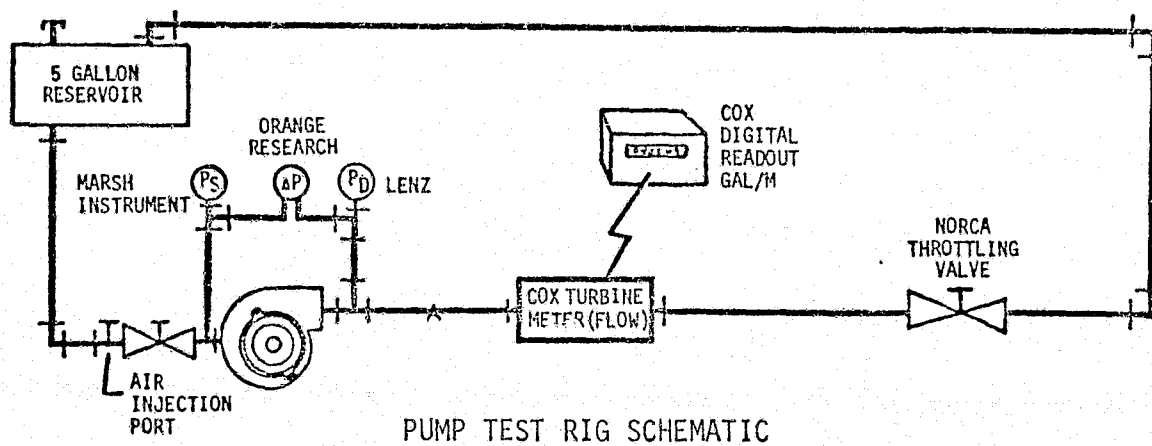 5 GALLON
RESERVOIR
ORANGE
RESEARCH
COX
DIGITAL
READOUT
GAL/M
MARSH
INSTRUMENT
PS
ΔP
PD
LENZ
NORCA
THROTTLING
VALVE
COX TURBINE
METER(FLOW)
AIR
INJECTION
PORT
PUMP TEST RIG SCHEMATIC